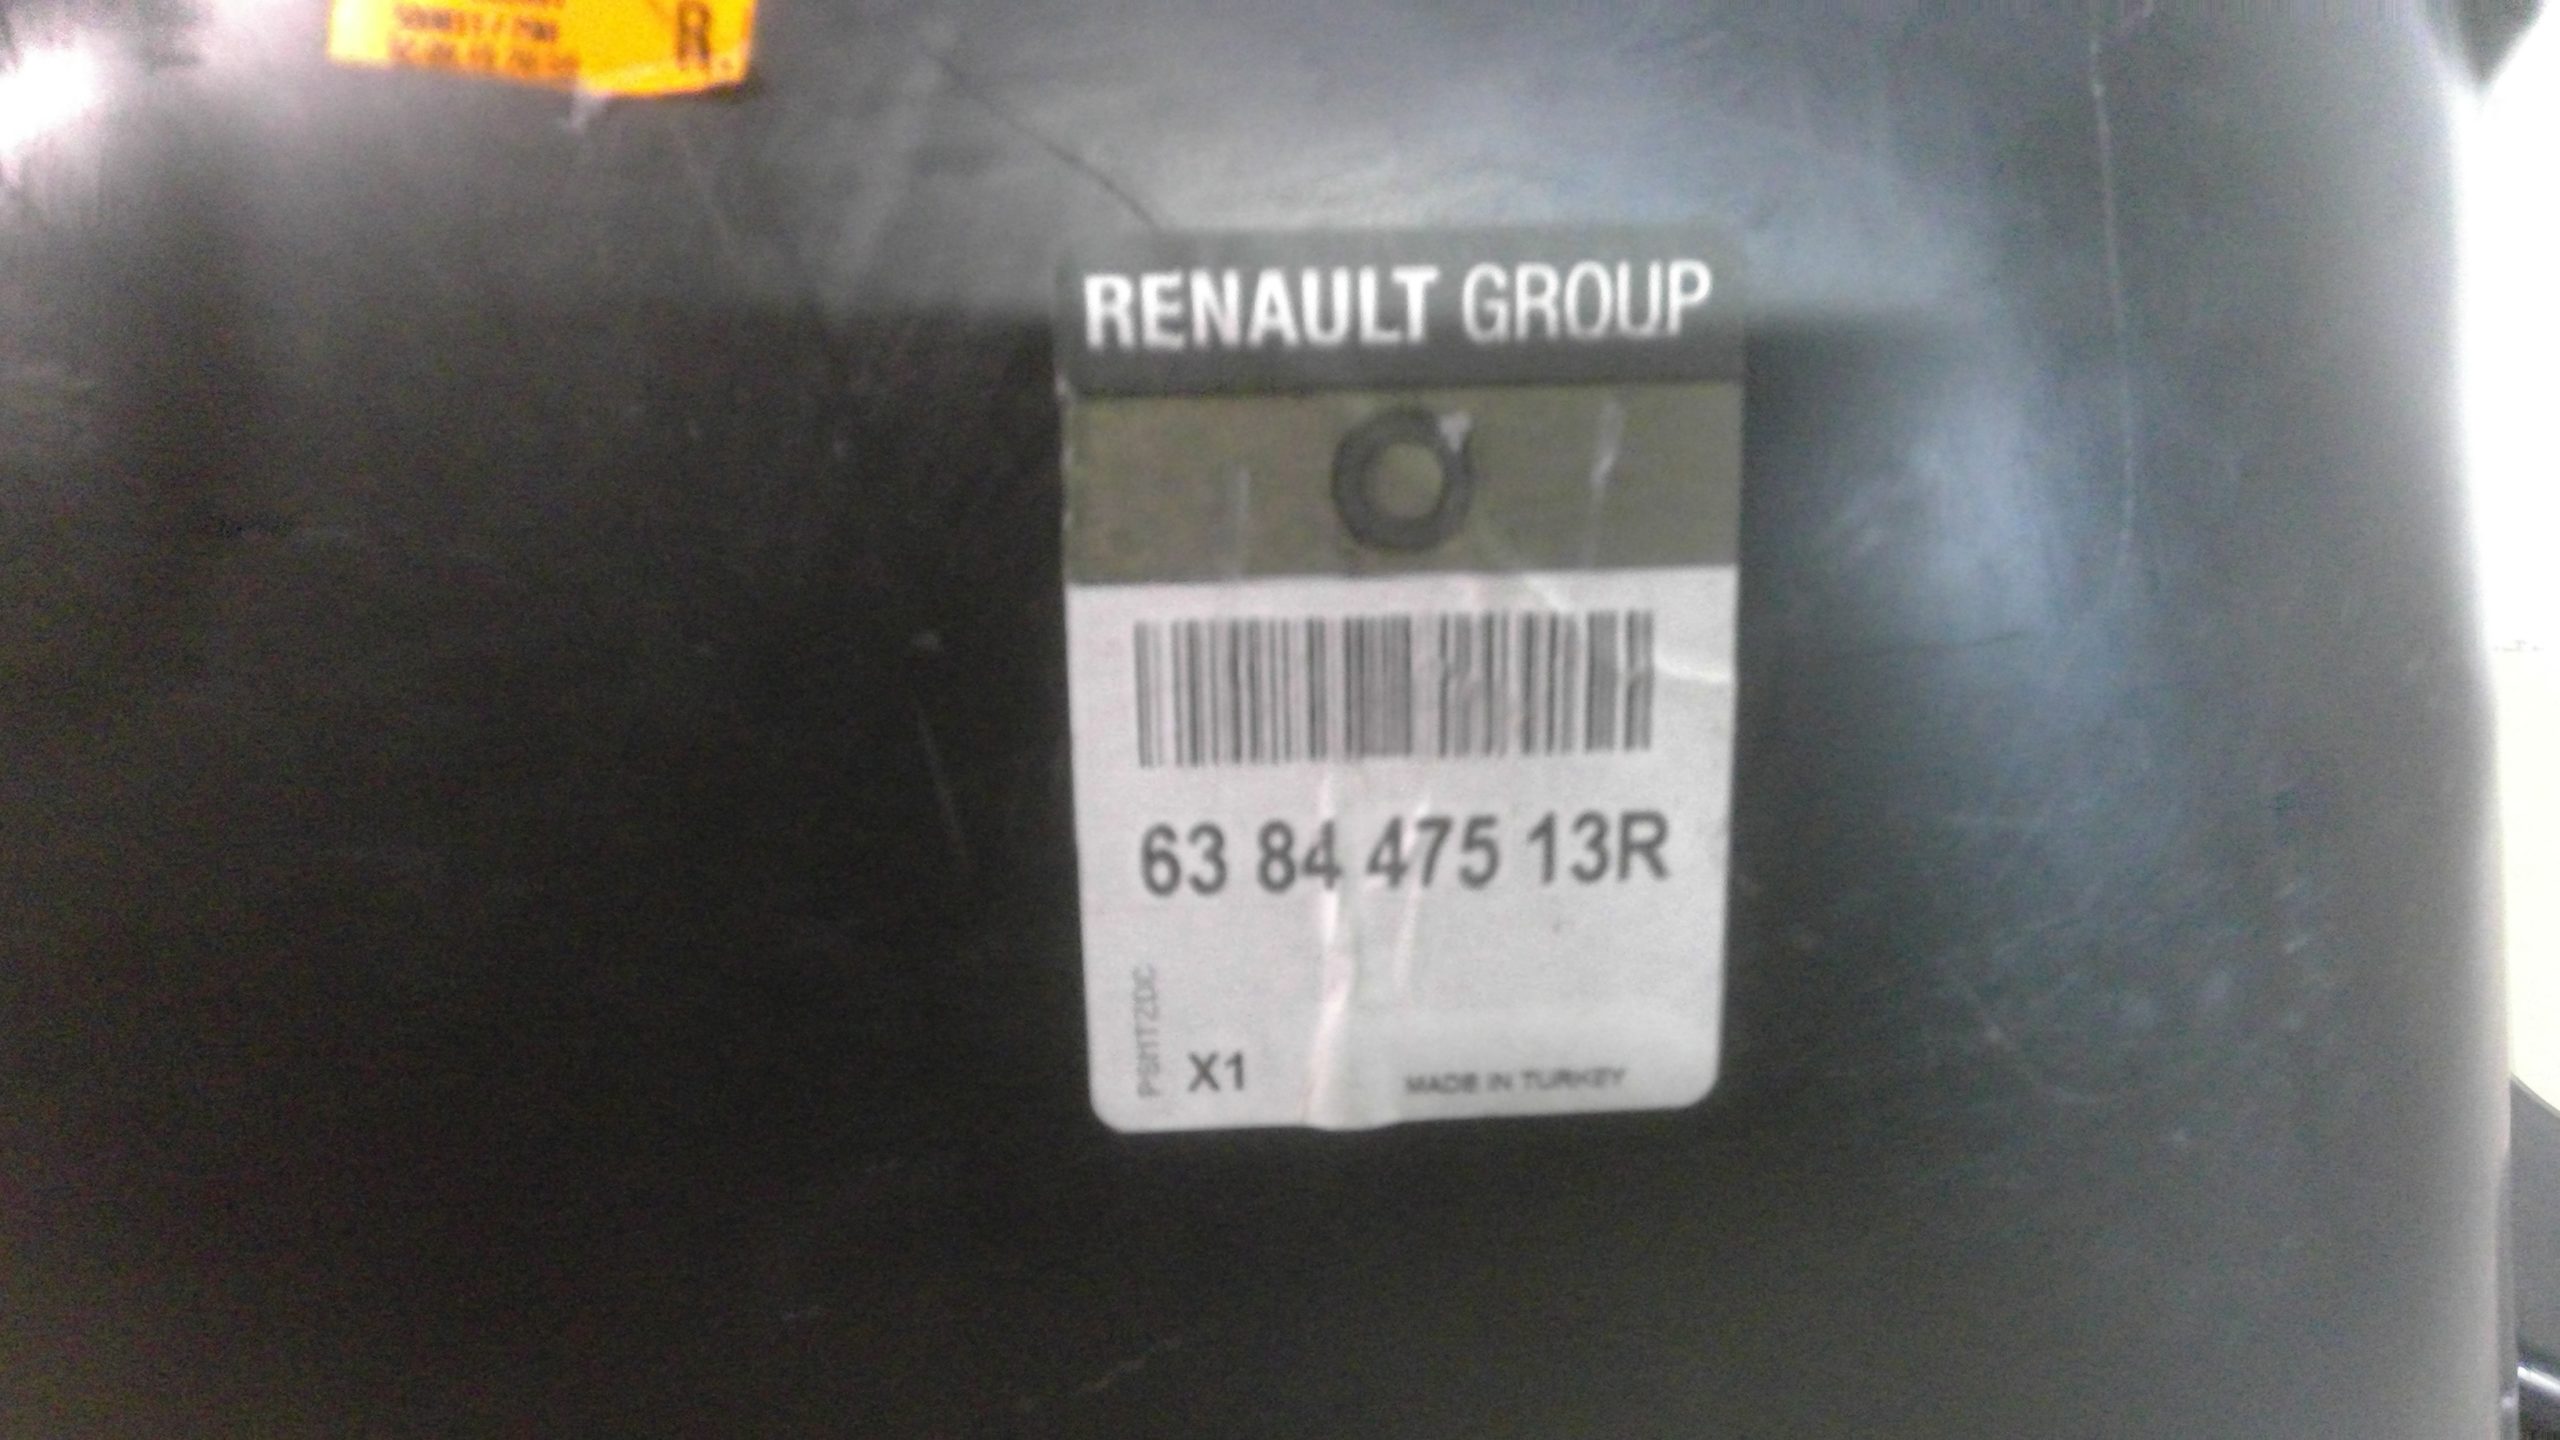 R
RENAULT GROUP
63 84 475 13R
X1
MADE IN TURKEY